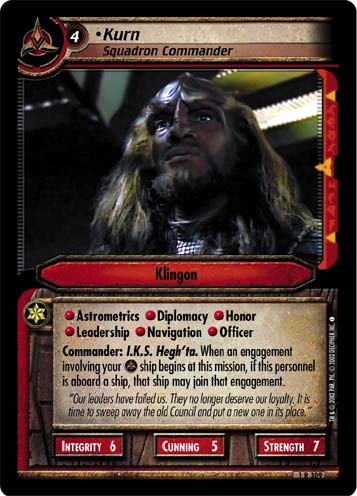 4
•Kurn
Squadron Commander
Klingon
Astrometrics Diplomacy Honor
Leadership Navigation Officer
Commander: I.K.S. Hegh'ta. When an engagement
involving your ship begins at this mission, if this personnel
is aboard a ship, that ship may join that engagement.
"Our leaders have failed us. They no longer deserve our loyalty. It is
time to sweep away the old Council and put a new one in its place."
INTEGRITY 6 CUNNING 5 STRENGTH 7